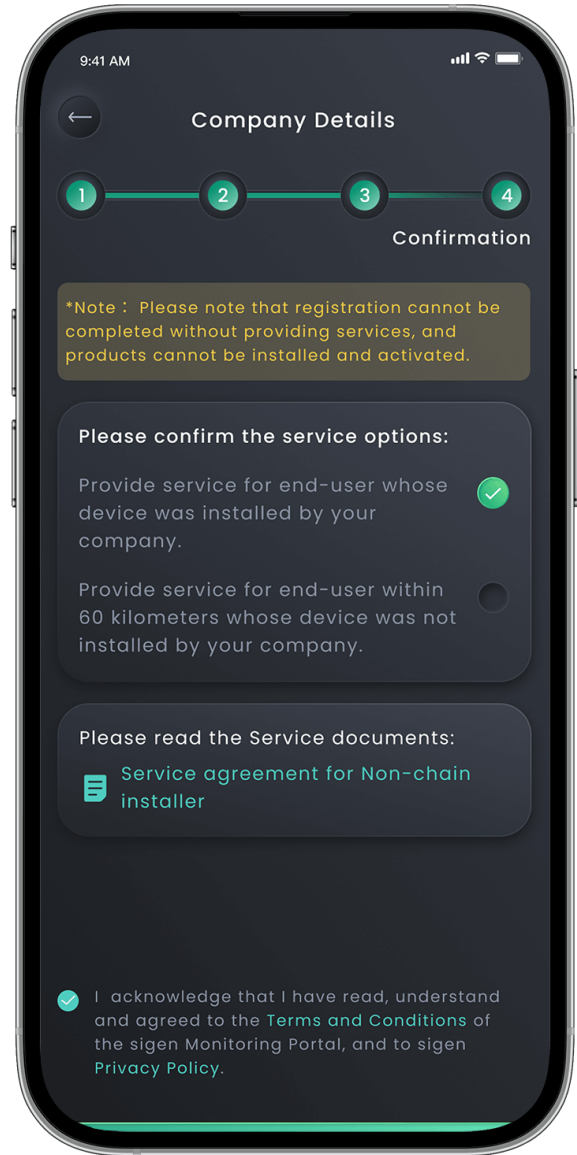 9:41 AM
Company Details
1 2 3 4
Confirmation
*Note： Please note that registration cannot be
completed without providing services, and
products cannot be installed and activated.
Please confirm the service options:
Provide service for end-user whose
device was installed by your
company.
Provide service for end-user within
60 kilometers whose device was not
installed by your company.
Please read the Service documents:
Service agreement for Non-chain
installer
I acknowledge that I have read, understand
and agreed to the Terms and Conditions of
the sigen Monitoring Portal, and to sigen
Privacy Policy.